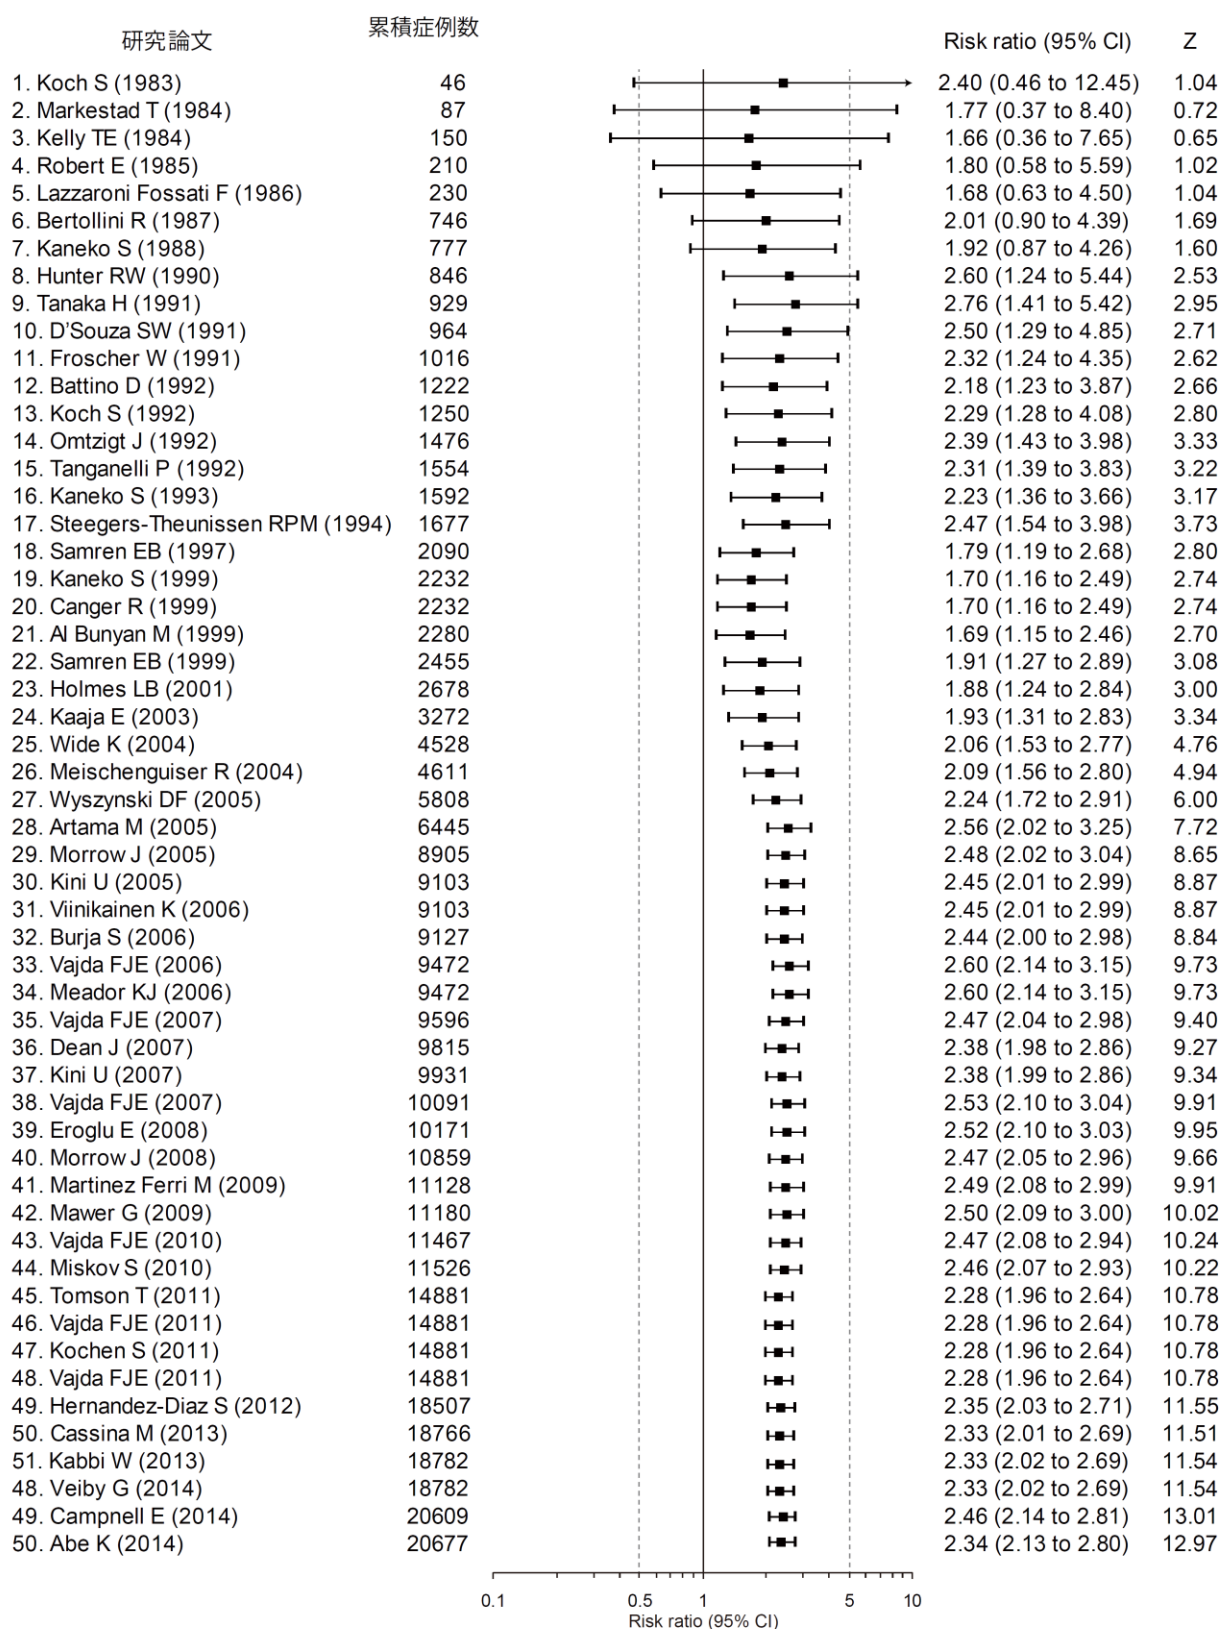 研究論文 累積症例数 Risk ratio (95% CI) Z
1. Koch S (1983) 46 2.40 (0.46 to 12.45) 1.04
2. Markestad T (1984) 87 1.77 (0.37 to 8.40) 0.72
3. Kelly TE (1984) 150 1.66 (0.36 to 7.65) 0.65
4. Robert E (1985) 210 1.80 (0.58 to 5.59) 1.02
5. Lazzaroni Fossati F (1986) 230 1.68 (0.63 to 4.50) 1.04
6. Bertollini R (1987) 746 2.01 (0.90 to 4.39) 1.69
7. Kaneko S (1988) 777 1.92 (0.87 to 4.26) 1.60
8. Hunter RW (1990) 846 2.60 (1.24 to 5.44) 2.53
9. Tanaka H (1991) 929 2.76 (1.41 to 5.42) 2.95
10. D'Souza SW (1991) 964 2.50 (1.29 to 4.85) 2.71
11. Froscher W (1991) 1016 2.32 (1.24 to 4.35) 2.62
12. Battino D (1992) 1222 2.18 (1.23 to 3.87) 2.66
13. Koch S (1992) 1250 2.29 (1.28 to 4.08) 2.80
14. Omtzigt J (1992) 1476 2.39 (1.43 to 3.98) 3.33
15. Tanganelli P (1992) 1554 2.31 (1.39 to 3.83) 3.22
16. Kaneko S (1993) 1592 2.23 (1.36 to 3.66) 3.17
17. Steegers-Theunissen RPM (1994) 1677 2.47 (1.54 to 3.98) 3.73
18. Samren EB (1997) 2090 1.79 (1.19 to 2.68) 2.80
19. Kaneko S (1999) 2232 1.70 (1.16 to 2.49) 2.74
20. Canger R (1999) 2232 1.70 (1.16 to 2.49) 2.74
21. Al Bunyan M (1999) 2280 1.69 (1.15 to 2.46) 2.70
22. Samren EB (1999) 2455 1.91 (1.27 to 2.89) 3.08
23. Holmes LB (2001) 2678 1.88 (1.24 to 2.84) 3.00
24. Kaaja E (2003) 3272 1.93 (1.31 to 2.83) 3.34
25. Wide K (2004) 4528 2.06 (1.53 to 2.77) 4.76
26. Meischenguiser R (2004) 4611 2.09 (1.56 to 2.80) 4.94
27. Wyszynski DF (2005) 5808 2.24 (1.72 to 2.91) 6.00
28. Artama M (2005) 6445 2.56 (2.02 to 3.25) 7.72
29. Morrow J (2005) 8905 2.48 (2.02 to 3.04) 8.65
30. Kini U (2005) 9103 2.45 (2.01 to 2.99) 8.87
31. Viinikainen K (2006) 9103 2.45 (2.01 to 2.99) 8.87
32. Burja S (2006) 9127 2.44 (2.00 to 2.98) 8.84
33. Vajda FJE (2006) 9472 2.60 (2.14 to 3.15) 9.73
34. Meador KJ (2006) 9472 2.60 (2.14 to 3.15) 9.73
35. Vajda FJE (2007) 9596 2.47 (2.04 to 2.98) 9.40
36. Dean J (2007) 9815 2.38 (1.98 to 2.86) 9.27
37. Kini U (2007) 9931 2.38 (1.99 to 2.86) 9.34
38. Vajda FJE (2007) 10091 2.53 (2.10 to 3.04) 9.91
39. Eroglu E (2008) 10171 2.52 (2.10 to 3.03) 9.95
40. Morrow J (2008) 10859 2.47 (2.05 to 2.96) 9.66
41. Martinez Ferri M (2009) 11128 2.49 (2.08 to 2.99) 9.91
42. Mawer G (2009) 11180 2.50 (2.09 to 3.00) 10.02
43. Vajda FJE (2010) 11467 2.47 (2.08 to 2.94) 10.24
44. Miskov S (2010) 11526 2.46 (2.07 to 2.93) 10.22
45. Tomson T (2011) 14881 2.28 (1.96 to 2.64) 10.78
46. Vajda FJE (2011) 14881 2.28 (1.96 to 2.64) 10.78
47. Kochen S (2011) 14881 2.28 (1.96 to 2.64) 10.78
48. Vajda FJE (2011) 14881 2.28 (1.96 to 2.64) 10.78
49. Hernandez-Diaz S (2012) 18507 2.35 (2.03 to 2.71) 11.55
50. Cassina M (2013) 18766 2.33 (2.01 to 2.69) 11.51
51. Kabbi W (2013) 18782 2.33 (2.02 to 2.69) 11.54
48. Veiby G (2014) 18782 2.33 (2.02 to 2.69) 11.54
49. Campnell E (2014) 20609 2.46 (2.14 to 2.81) 13.01
50. Abe K (2014) 20677 2.34 (2.13 to 2.80) 12.97
0.1 0.5 1 5 10
Risk ratio (95% CI)